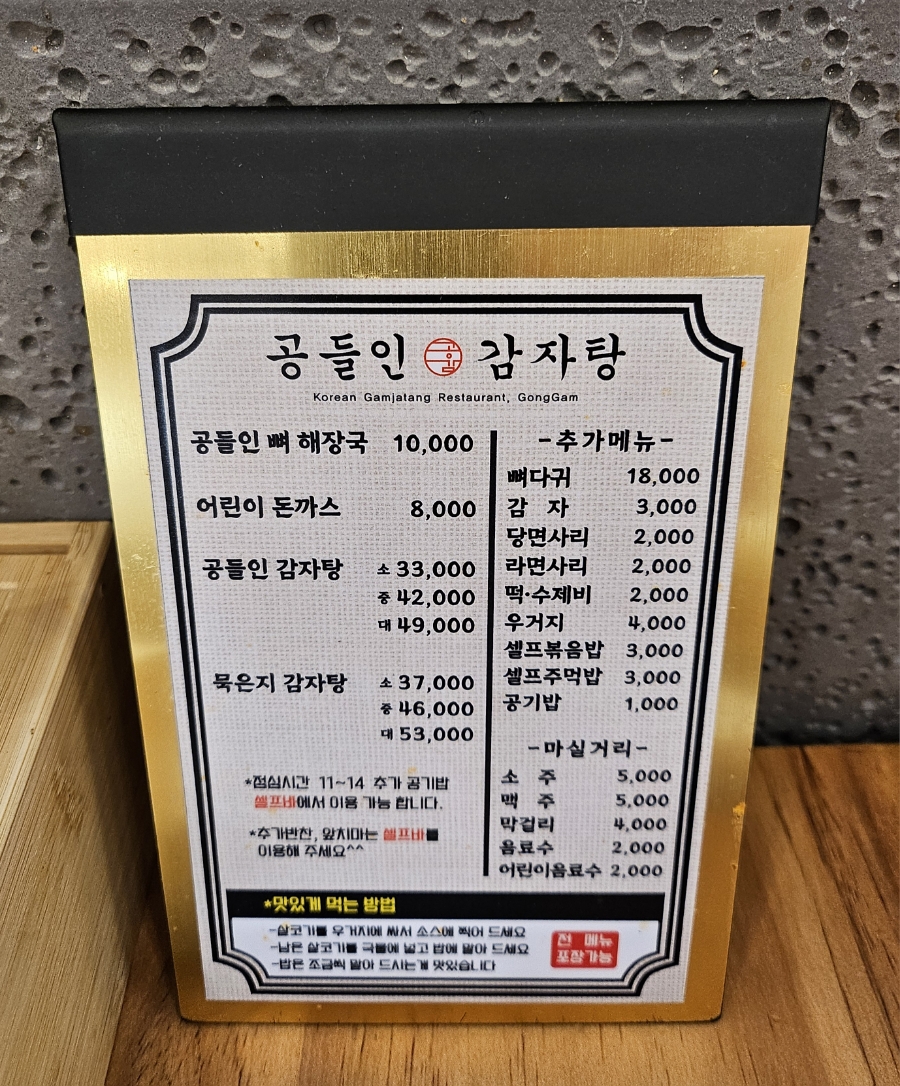 공들인 공감 감자탕
Korean Gamjatang Restaurant, GongGam
공들인 뼈 해장국 10,000
어린이 돈까스 8,000
공들인 감자탕 소 33,000
중 42,000
대 49,000
묵은지 감자탕 소 37,000
중 46,000
대 53,000
*점심시간 11~14 추가 공기밥
셀프바에서 이용 가능 합니다.
*추가반찬, 앞치마는 셀프바를
이용해 주세요^^
-추가메뉴-
뼈다귀 18,000
감 자 3,000
당면사리 2,000
라면사리 2,000
떡·수제비 2,000
우거지 4,000
셀프볶음밥 3,000
셀프주먹밥 3,000
공기밥 1,000
-마실거리-
소 주 5,000
맥 주 5,000
막걸리 4,000
음료수 2,000
어린이음료수 2,000
*맛있게 먹는 방법
-살코기를 우거지에 싸서 소스에 찍어 드세요
-남은 살코기를 국물에 넣고 밥에 말아 드세요
-밥은 조금씩 말아 드시는게 맛있습니다
전 메뉴
포장가능